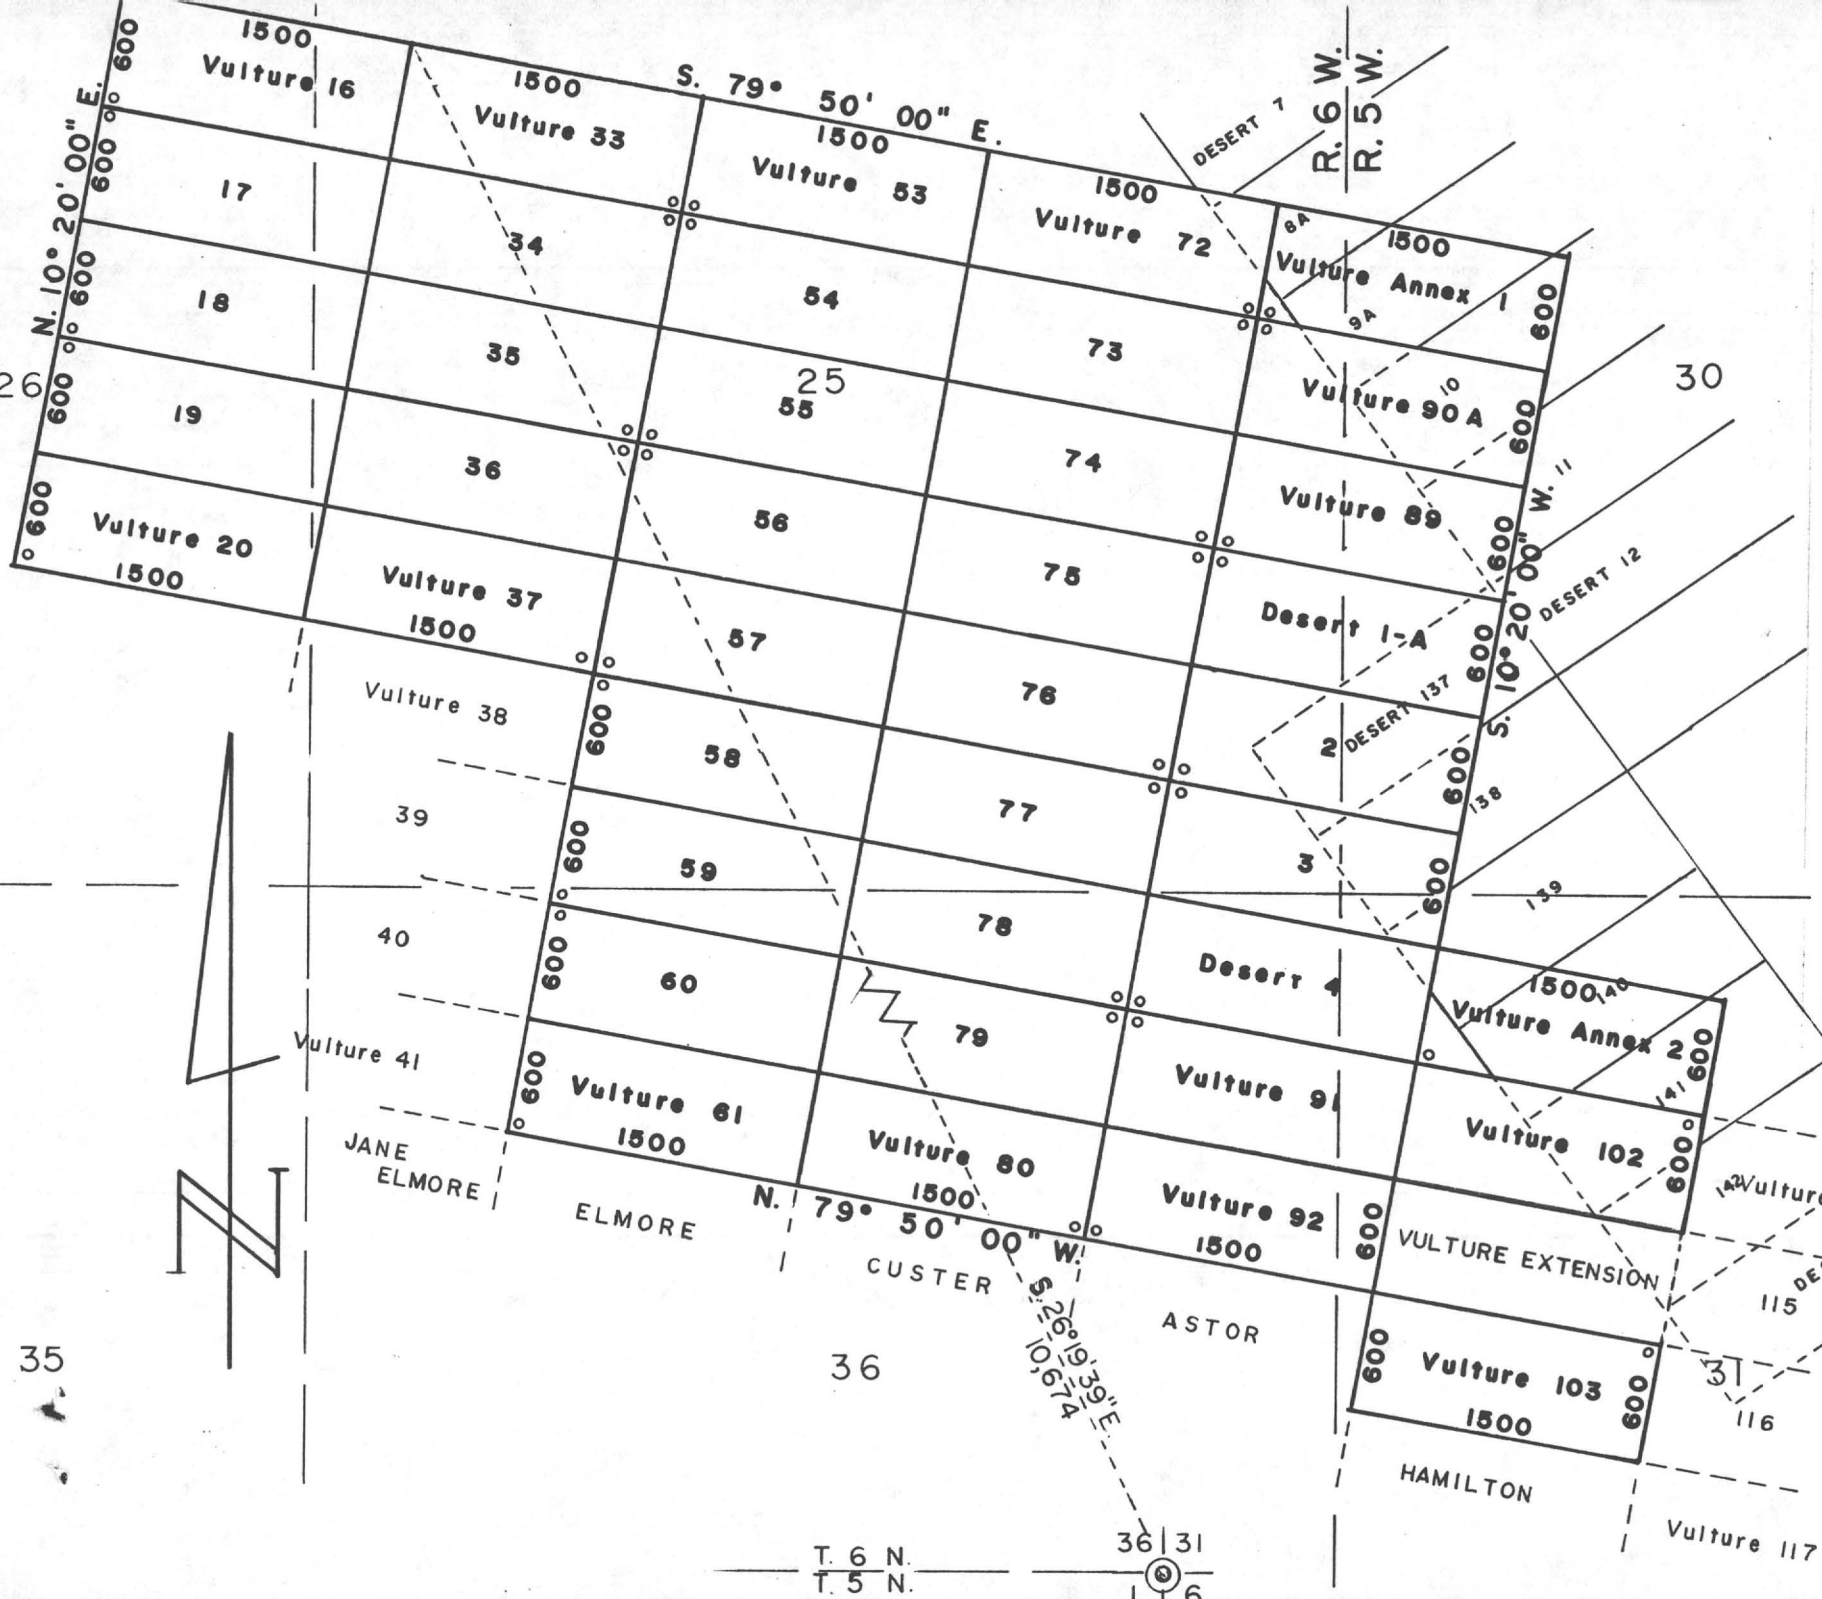 600
1500
Vulture 16
1500
Vulture 33
S. 79° 50' 00" E.
1500
Vulture 53
1500
Vulture 72
DESERT 7
R. 6 W.
R. 5 W.
8A
1500
Vulture Annex 1
600
N. 10° 20' 00" E.
600
17
34
54
73
9A
10
Vulture 90A
600
30
600
18
35
25
55
74
Vulture 89
600
S. 10° 20' 00" W.
11
26
600
19
36
56
75
Desert 1-A
600
DESERT 12
600
Vulture 20
1500
Vulture 37
1500
57
76
2
DESERT 137
600
138
Vulture 38
600
58
77
3
600
139
39
600
59
78
Desert 4
1500
140
Vulture Annex 2
600
40
600
60
79
Vulture 91
Vulture 102
141
600
Vulture 41
600
Vulture 61
1500
Vulture 80
1500
Vulture 92
1500
600
VULTURE EXTENSION
142
Vulture
JANE
ELMORE
ELMORE
N. 79° 50' 00" W.
CUSTER
ASTOR
DE
115
N
S. 26°19'39" E.
10,674
600
Vulture 103
1500
600
31
116
35
36
HAMILTON
Vulture 117
36 31
T. 6 N.
T. 5 N.
1 6